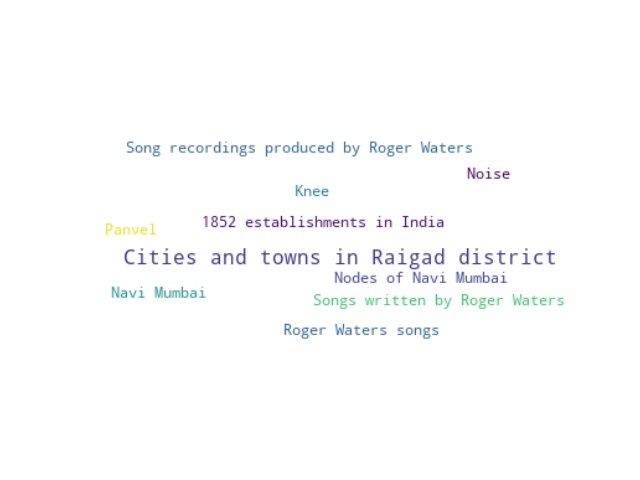 Song recordings produced by Roger Waters
Noise
Knee
1852 establishments in India
Panvel
Cities and towns in Raigad district
Nodes of Navi Mumbai
Navi Mumbai
Songs written by Roger Waters
Roger Waters songs